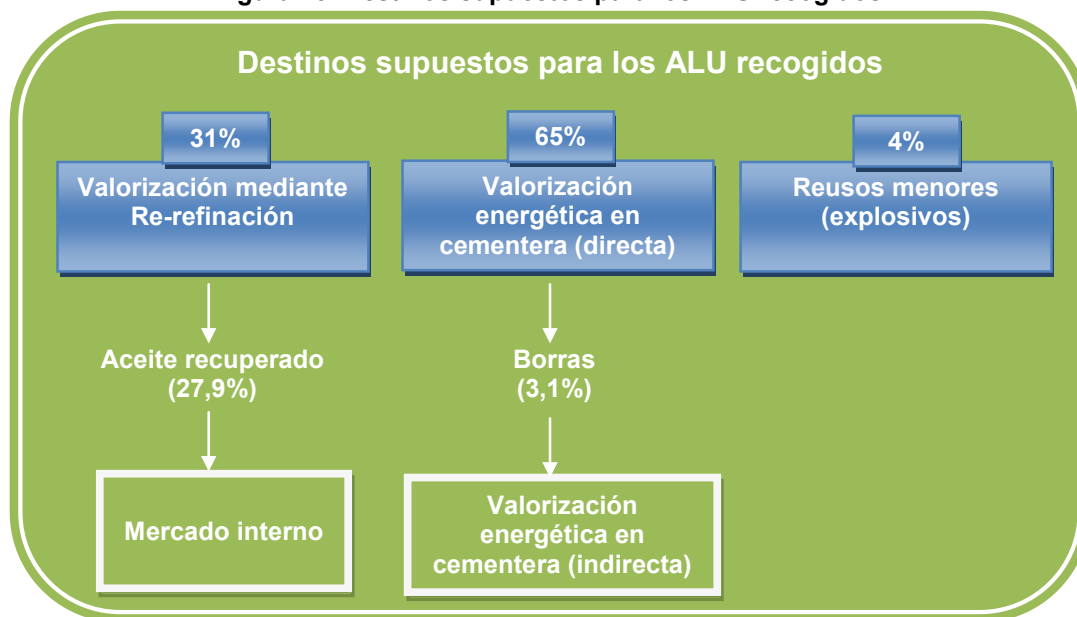 Destinos supuestos para los ALU recogidos
31%
Valorización mediante
Re-refinación
65%
Valorización
energética en
cementera (directa)
4%
Reusos menores
(explosivos)
Aceite recuperado
(27,9%)
Borras
(3,1%)
Mercado interno
Valorización
energética en
cementera (indirecta)